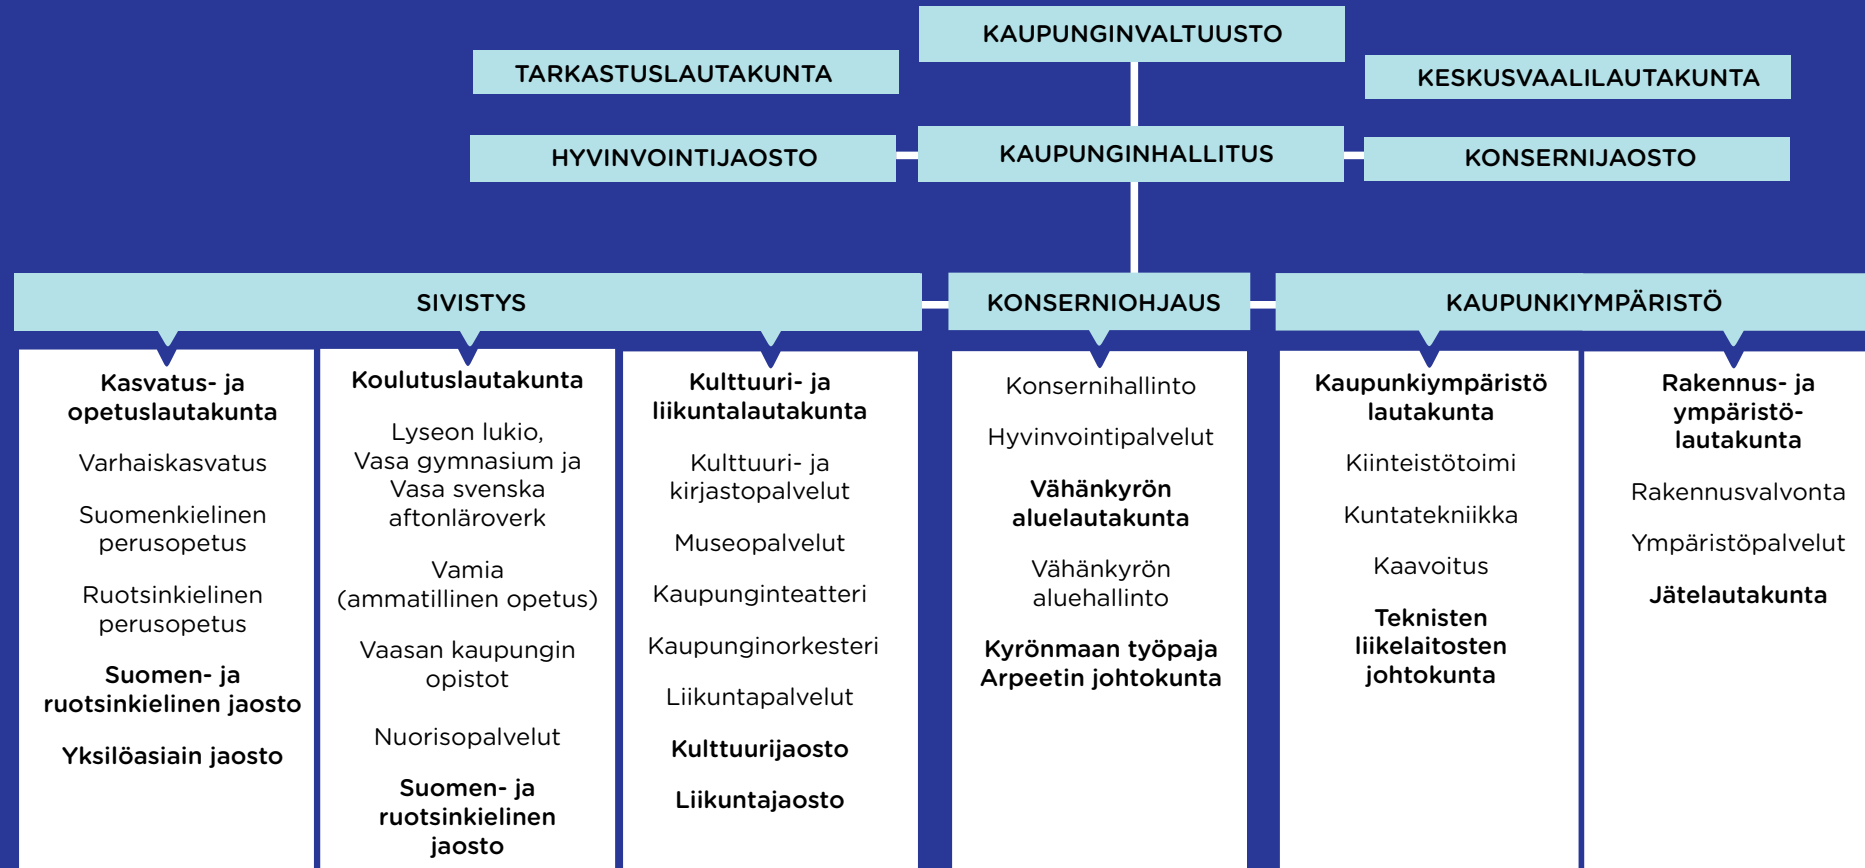 KAUPUNGINVALTUUSTO
TARKASTUSLAUTAKUNTA
KESKUSVAALILAUTAKUNTA
HYVINVOINTIJAOSTO
KAUPUNGINHALLITUS
KONSERNIJAOSTO
SIVISTYS
KONSERNIOHJAUS
KAUPUNKIYMPÄRISTÖ
Kasvatus- ja
opetuslautakunta
Varhaiskasvatus
Suomenkielinen
perusopetus
Ruotsinkielinen
perusopetus
Suomen- ja
ruotsinkielinen jaosto
Yksilöasiain jaosto
Koulutuslautakunta
Lyseon lukio,
Vasa gymnasium ja
Vasa svenska
aftonläroverk
Vamia
(ammatillinen opetus)
Vaasan kaupungin
opistot
Nuorisopalvelut
Suomen- ja
ruotsinkielinen
jaosto
Kulttuuri- ja
liikuntalautakunta
Kulttuuri- ja
kirjastopalvelut
Museopalvelut
Kaupunginteatteri
Kaupunginorkesteri
Liikuntapalvelut
Kulttuurijaosto
Liikuntajaosto
Konsernihallinto
Hyvinvointipalvelut
Vähänkyrön
aluelautakunta
Vähänkyrön
aluehallinto
Kyrönmaan työpaja
Arpeetin johtokunta
Kaupunkiympäristö
lautakunta
Kiinteistötoimi
Kuntatekniikka
Kaavoitus
Teknisten
liikelaitosten
johtokunta
Rakennus- ja
ympäristö-
lautakunta
Rakennusvalvonta
Ympäristöpalvelut
Jätelautakunta